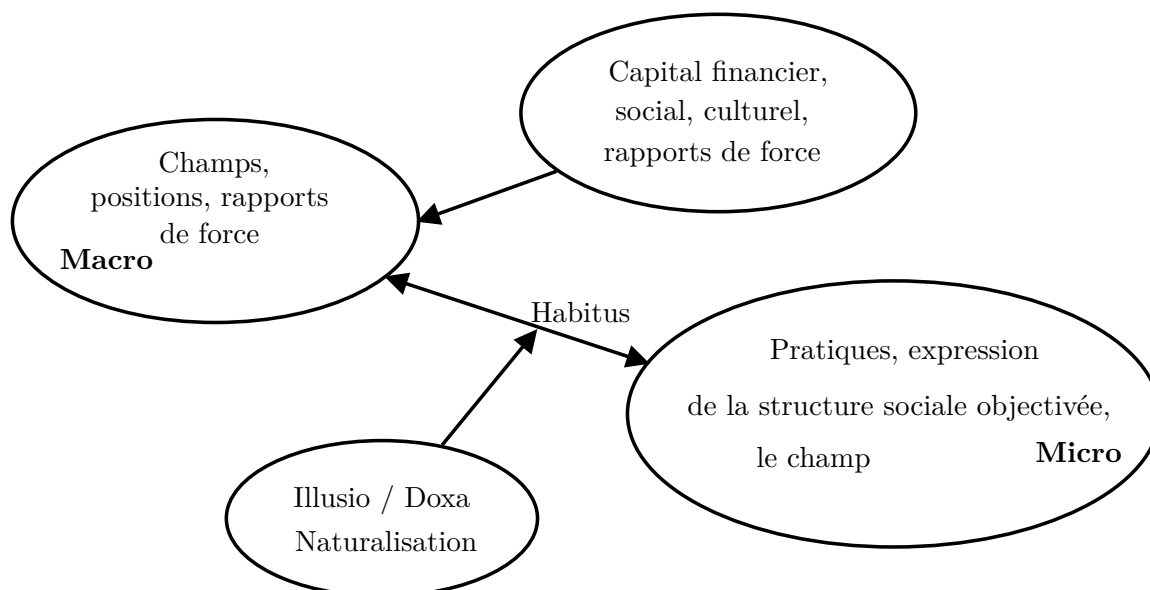 Capital financier,
social, culturel,
rapports de force
Champs,
positions, rapports
de force
Macro
Habitus
Pratiques, expression
de la structure sociale objectivée,
le champ
Micro
Illusio / Doxa
Naturalisation